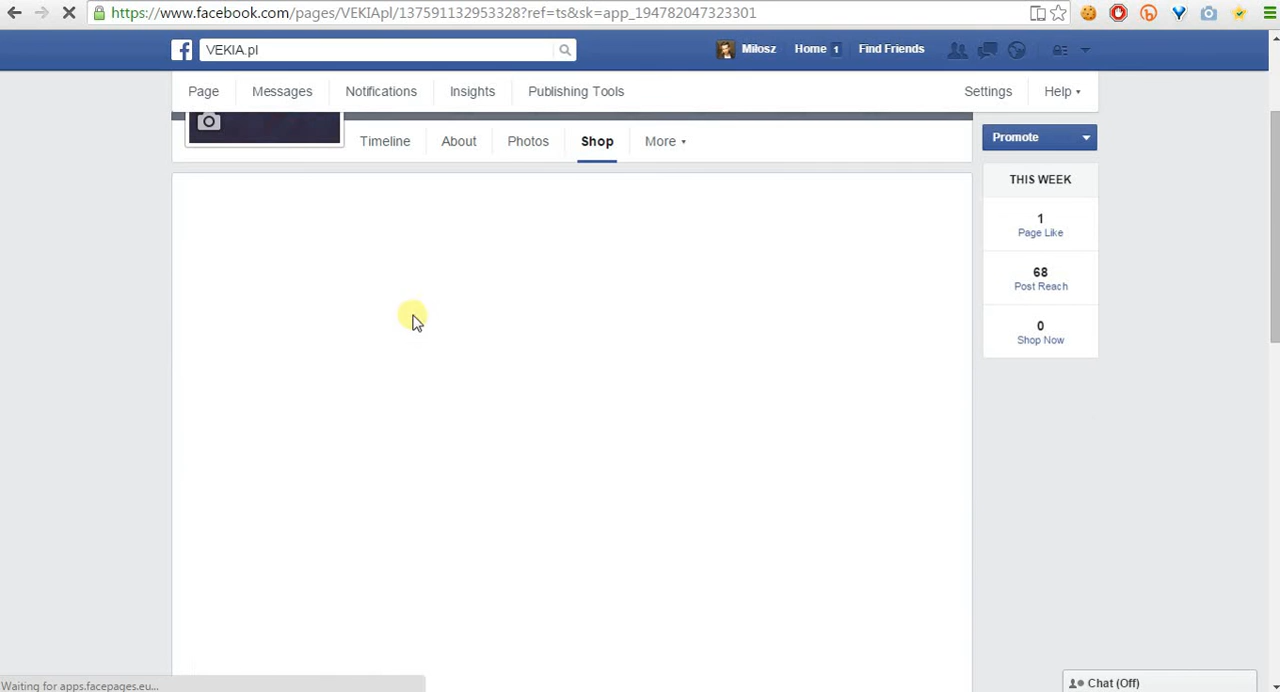 https://www.facebook.com/pages/VEKIApl/137591132953328?ref=ts&sk=app_194782047323301
VEKIA.pl
Milosz Home 1 Find Friends
Page Messages Notifications Insights Publishing Tools Settings Help
Timeline About Photos Shop More
Promote
THIS WEEK
1
Page Like
68
Post Reach
0
Shop Now
Waiting for apps.facepages.eu...
Chat (Off)